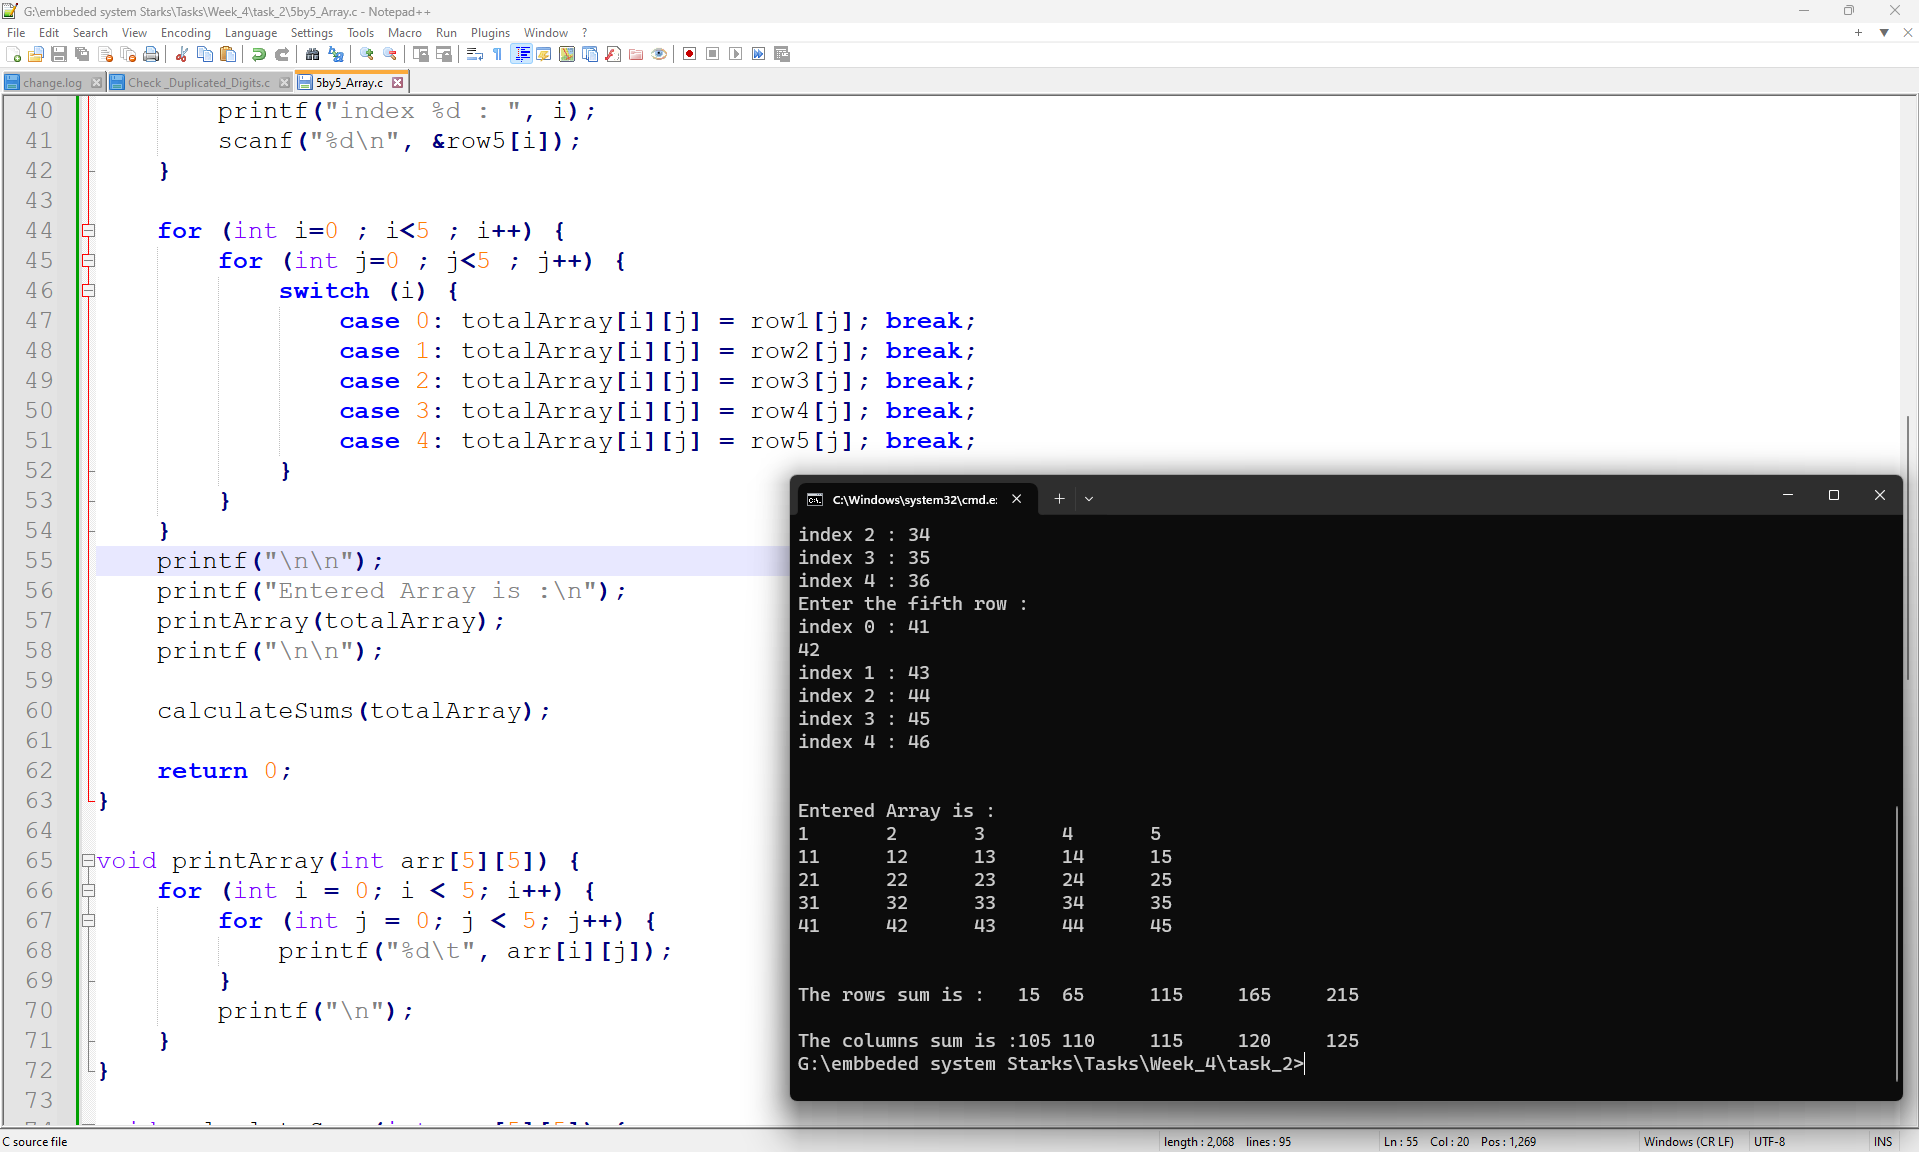 G:\embbeded system Starks\Tasks\Week_4\task_2\5by5_Array.c - Notepad++
File Edit Search View Encoding Language Settings Tools Macro Run Plugins Window ?
change.log Check_Duplicated_Digits.c 5by5_Array.c
40 printf("index %d : ", i);
41 scanf("%d\n", &row5[i]);
42 }
43
44 for (int i=0 ; i<5 ; i++) {
45 for (int j=0 ; j<5 ; j++) {
46 switch (i) {
47 case 0: totalArray[i][j] = row1[j]; break;
48 case 1: totalArray[i][j] = row2[j]; break;
49 case 2: totalArray[i][j] = row3[j]; break;
50 case 3: totalArray[i][j] = row4[j]; break;
51 case 4: totalArray[i][j] = row5[j]; break;
52 }
53 }
54 }
55 printf("\n\n");
56 printf("Entered Array is :\n");
57 printArray(totalArray);
58 printf("\n\n");
59
60 calculateSums(totalArray);
61
62 return 0;
63 }
64
65 void printArray(int arr[5][5]) {
66 for (int i = 0; i < 5; i++) {
67 for (int j = 0; j < 5; j++) {
68 printf("%d\t", arr[i][j]);
69 }
70 printf("\n");
71 }
72 }
73
C:\Windows\system32\cmd.e:
index 2 : 34
index 3 : 35
index 4 : 36
Enter the fifth row :
index 0 : 41
42
index 1 : 43
index 2 : 44
index 3 : 45
index 4 : 46
Entered Array is :
1 2 3 4 5
11 12 13 14 15
21 22 23 24 25
31 32 33 34 35
41 42 43 44 45
The rows sum is : 15 65 115 165 215
The columns sum is :105 110 115 120 125
G:\embbeded system Starks\Tasks\Week_4\task_2>
C source file length : 2,068 lines : 95 Ln : 55 Col : 20 Pos : 1,269 Windows (CR LF) UTF-8 INS